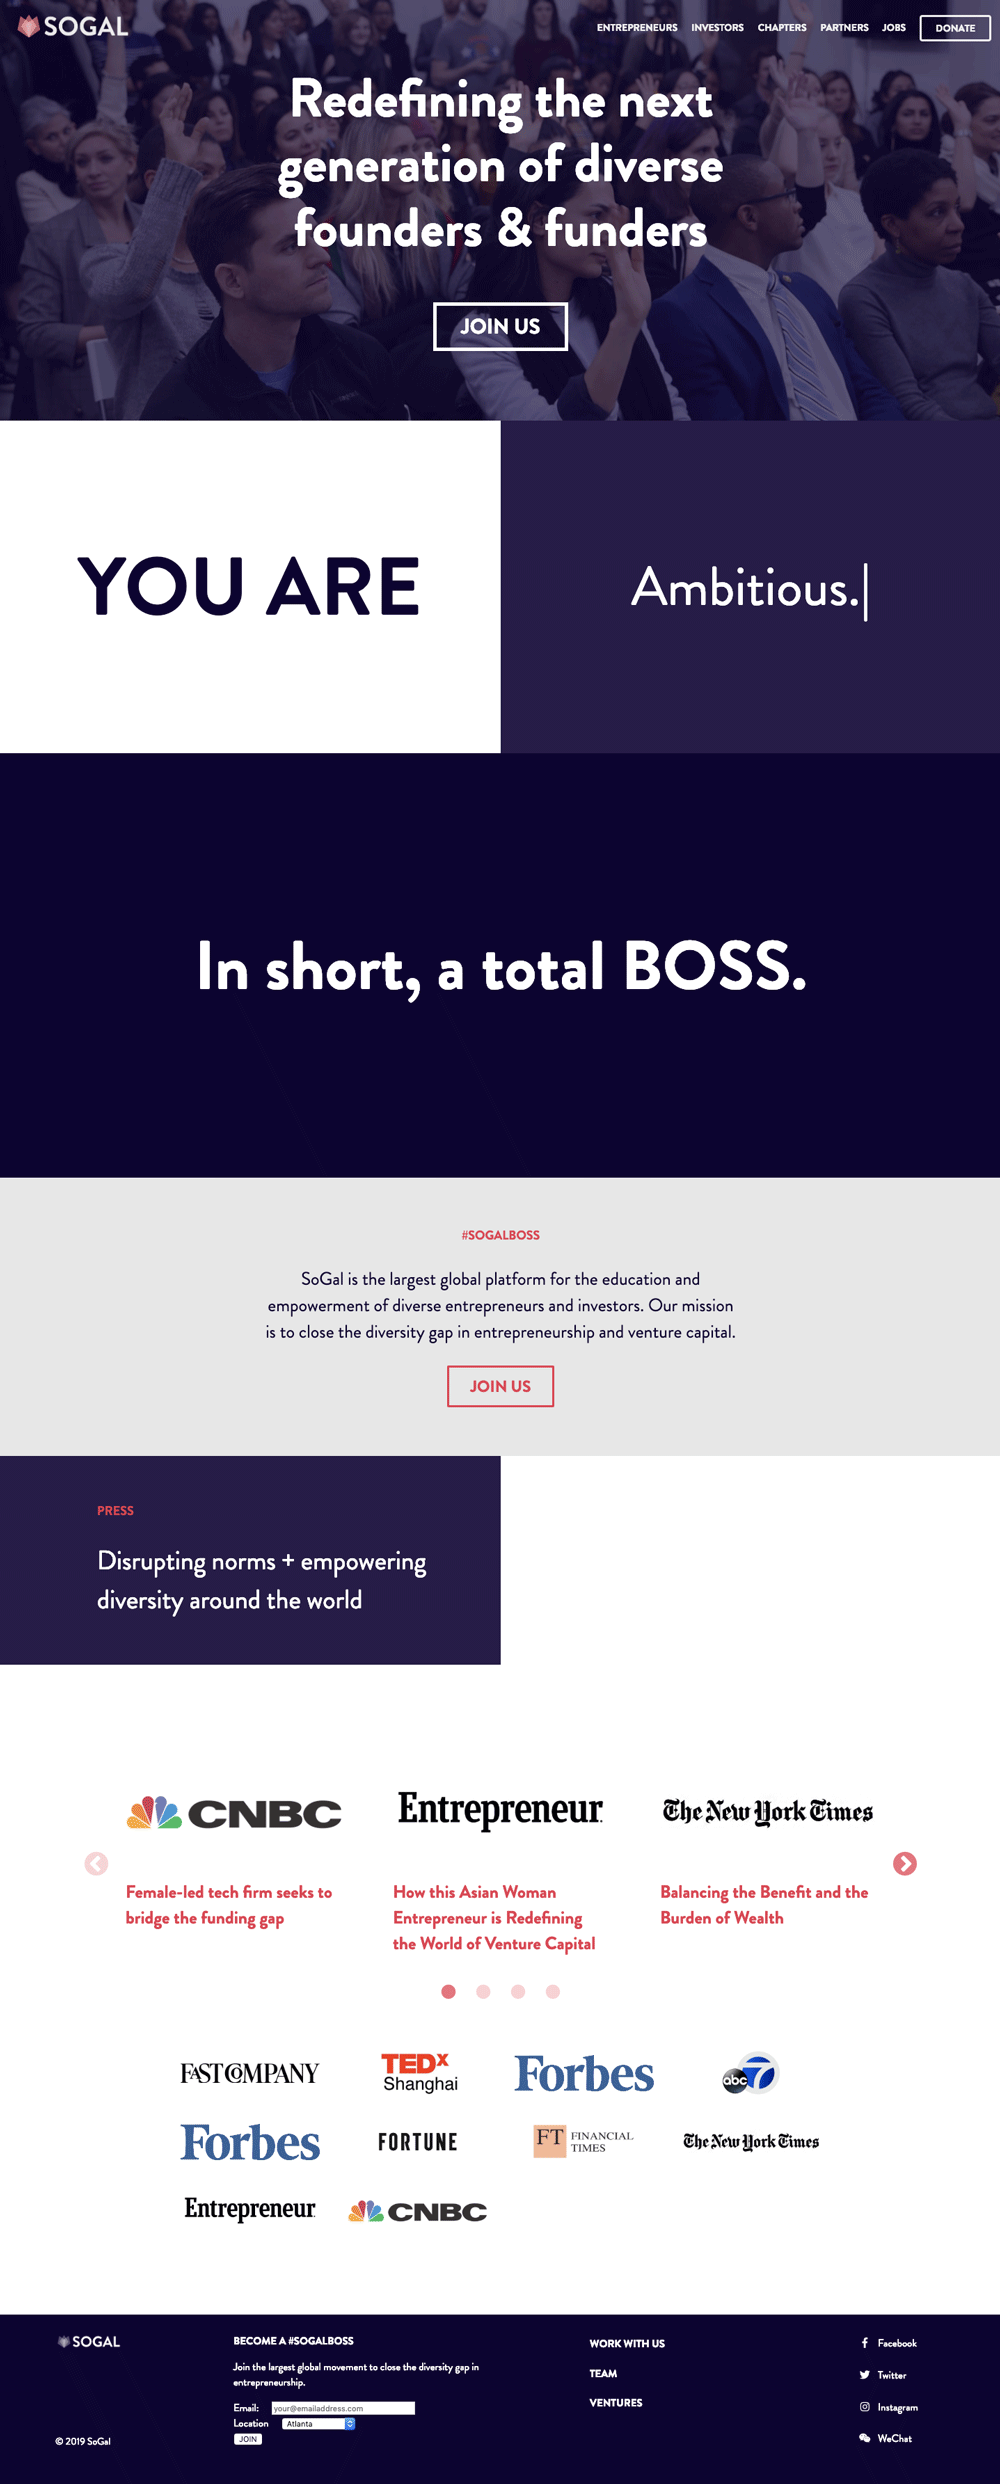 SOGAL
ENTREPRENEURS INVESTORS CHAPTERS PARTNERS JOBS DONATE
Redefining the next
generation of diverse
founders & funders
JOIN US
YOU ARE
Ambitious.
In short, a total BOSS.
#SOGALBOSS
SoGal is the largest global platform for the education and
empowerment of diverse entrepreneurs and investors. Our mission
is to close the diversity gap in entrepreneurship and venture capital.
JOIN US
PRESS
Disrupting norms + empowering
diversity around the world
CNBC
Female-led tech firm seeks to
bridge the funding gap
Entrepreneur
How this Asian Woman
Entrepreneur is Redefining
the World of Venture Capital
The New York Times
Balancing the Benefit and the
Burden of Wealth
FAST COMPANY
TEDx
Shanghai
Forbes
abc 7
Forbes
FORTUNE
FT FINANCIAL
TIMES
The New York Times
Entrepreneur
CNBC
SOGAL
© 2019 SoGal
BECOME A #SOGALBOSS
Join the largest global movement to close the diversity gap in
entrepreneurship.
Email: your@emailaddress.com
Location Atlanta
JOIN
WORK WITH US
TEAM
VENTURES
Facebook
Twitter
Instagram
WeChat